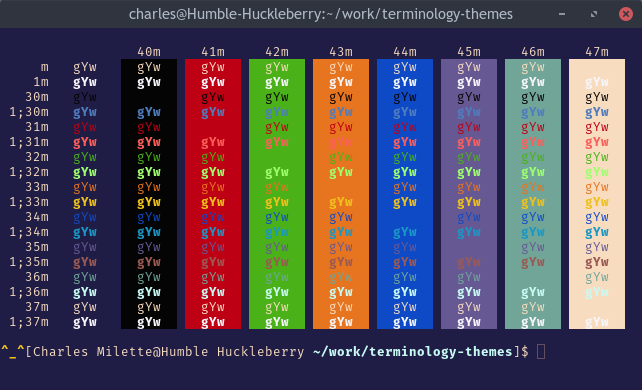 charles@Humble-Huckleberry:~/work/terminology-themes
40m 41m 42m 43m 44m 45m 46m 47m
m gYw gYw gYw gYw gYw gYw gYw gYw gYw
1m gYw gYw gYw gYw gYw gYw gYw gYw gYw
30m gYw gYw gYw gYw gYw gYw gYw gYw
1;30m gYw gYw gYw gYw gYw gYw gYw gYw gYw
31m gYw gYw gYw gYw gYw gYw gYw gYw
1;31m gYw gYw gYw gYw gYw gYw gYw gYw gYw
32m gYw gYw gYw gYw gYw gYw gYw gYw
1;32m gYw gYw gYw gYw gYw gYw gYw gYw gYw
33m gYw gYw gYw gYw gYw gYw gYw gYw
1;33m gYw gYw gYw gYw gYw gYw gYw gYw gYw
34m gYw gYw gYw gYw gYw gYw gYw gYw
1;34m gYw gYw gYw gYw gYw gYw gYw gYw gYw
35m gYw gYw gYw gYw gYw gYw gYw gYw
1;35m gYw gYw gYw gYw gYw gYw gYw gYw gYw
36m gYw gYw gYw gYw gYw gYw gYw gYw
1;36m gYw gYw gYw gYw gYw gYw gYw gYw gYw
37m gYw gYw gYw gYw gYw gYw gYw gYw
1;37m gYw gYw gYw gYw gYw gYw gYw gYw gYw
^_^[Charles Milette@Humble Huckleberry ~/work/terminology-themes]$